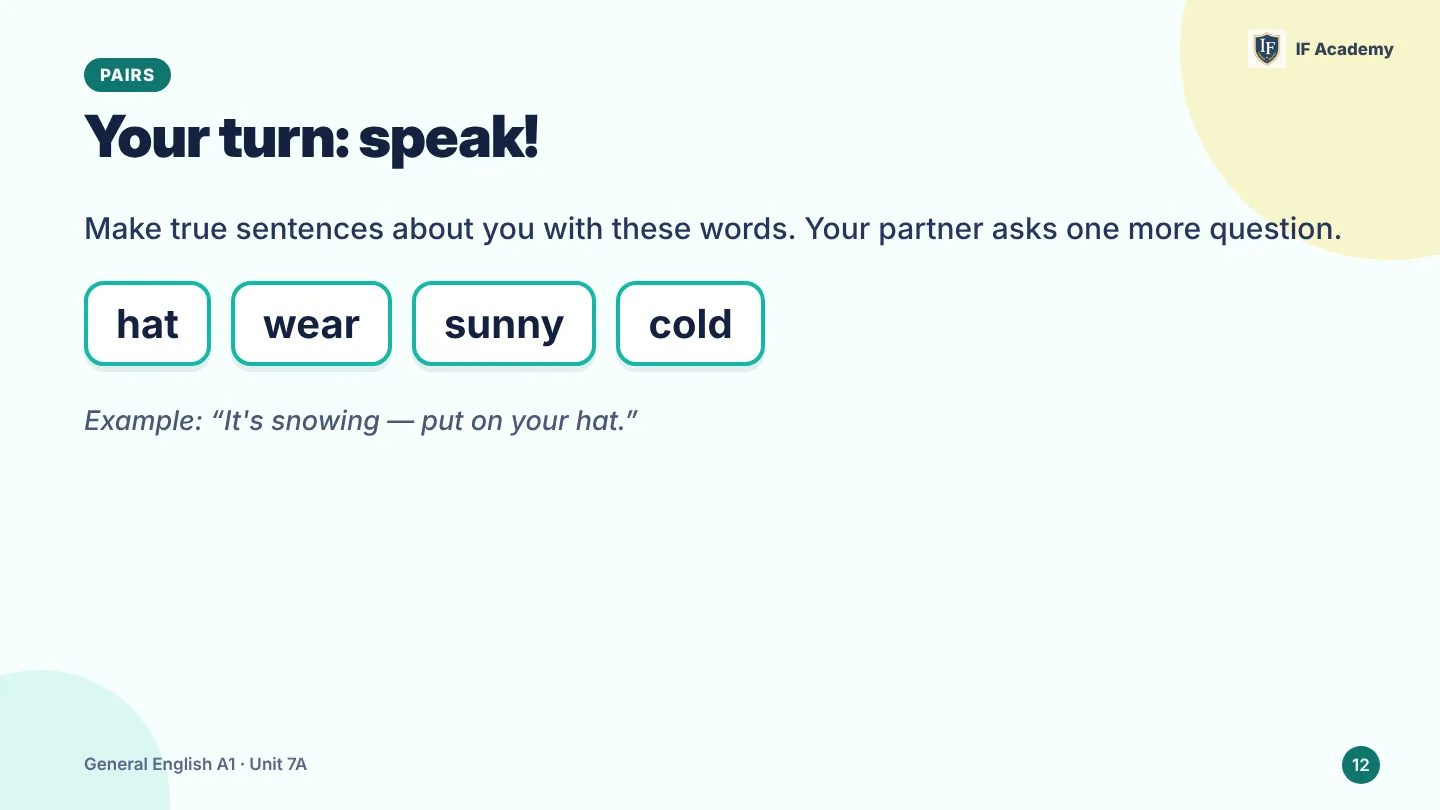 IF
IF Academy
PAIRS
Your turn: speak!
Make true sentences about you with these words. Your partner asks one more question.
hat
wear
sunny
cold
Example: “It's snowing — put on your hat.”
General English A1 · Unit 7A
12